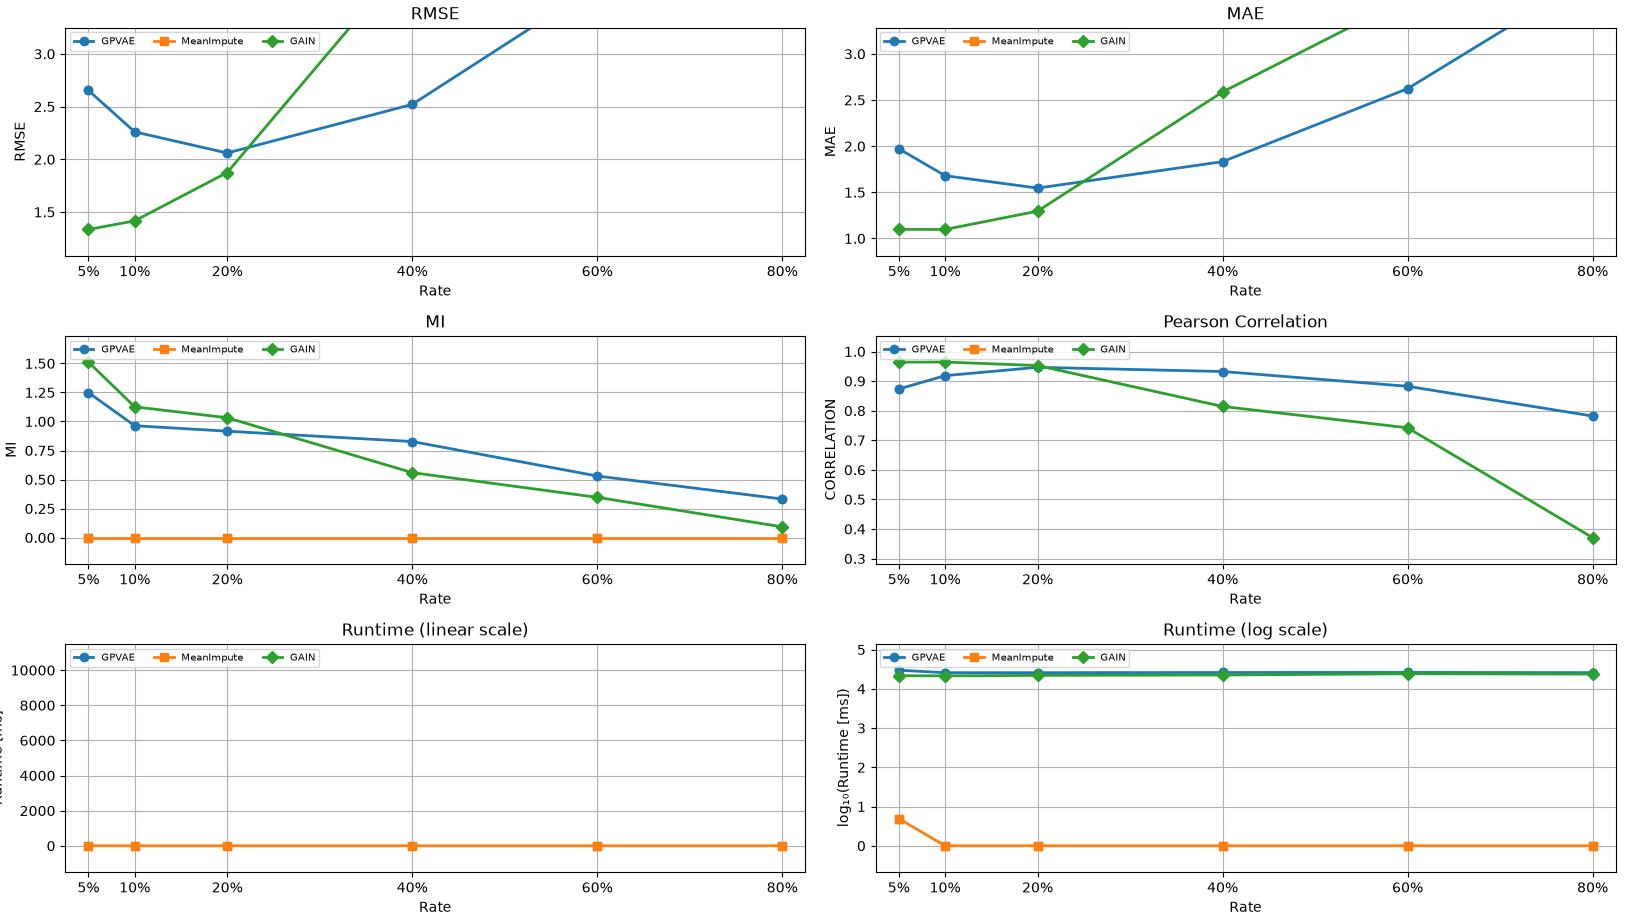 RMSE
GPVAE MeanImpute GAIN
3.0
2.5
2.0
1.5
RMSE
5% 10% 20% 40% 60% 80%
Rate
MAE
GPVAE MeanImpute GAIN
3.0
2.5
2.0
1.5
1.0
MAE
5% 10% 20% 40% 60% 80%
Rate
MI
GPVAE MeanImpute GAIN
1.50
1.25
1.00
0.75
0.50
0.25
0.00
MI
5% 10% 20% 40% 60% 80%
Rate
Pearson Correlation
GPVAE MeanImpute GAIN
1.0
0.9
0.8
0.7
0.6
0.5
0.4
0.3
CORRELATION
5% 10% 20% 40% 60% 80%
Rate
Runtime (linear scale)
GPVAE MeanImpute GAIN
10000
8000
6000
4000
2000
0
5% 10% 20% 40% 60% 80%
Rate
Runtime (log scale)
GPVAE MeanImpute GAIN
5
4
3
2
1
0
log₁₀(Runtime [ms])
5% 10% 20% 40% 60% 80%
Rate